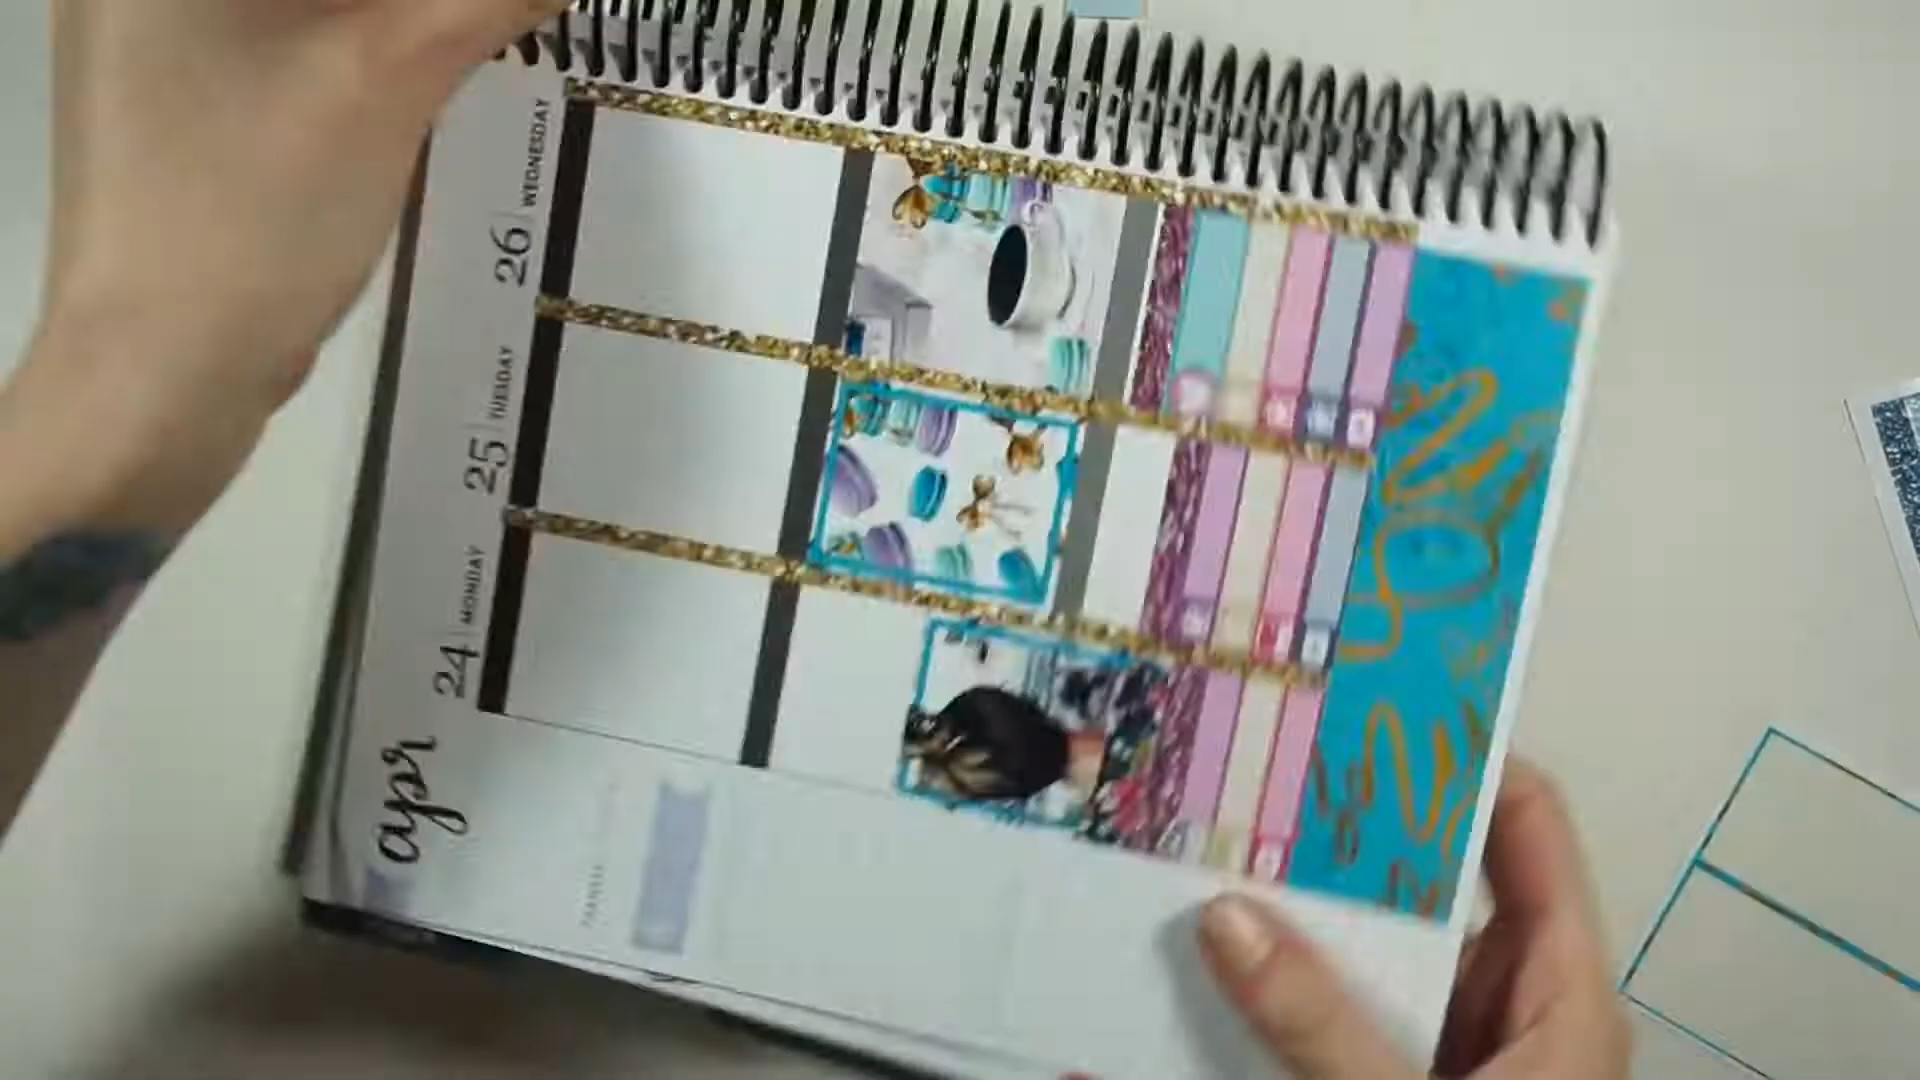 apr
24 | MONDAY
25 | TUESDAY
26 | WEDNESDAY